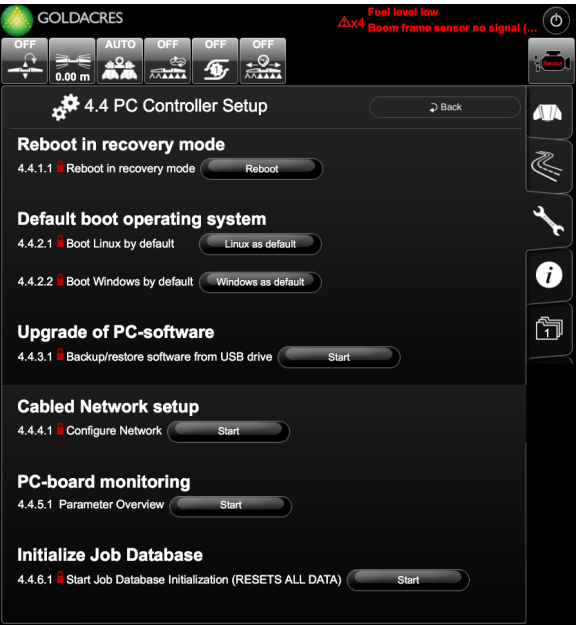 GOLDACRES
x4
Fuel level low
Boom frame sensor no signal (...
OFF
AUTO
OFF
OFF
OFF
0.00 m
Service
4.4 PC Controller Setup
Back
Reboot in recovery mode
4.4.1.1 Reboot in recovery mode Reboot
Default boot operating system
4.4.2.1 Boot Linux by default Linux as default
4.4.2.2 Boot Windows by default Windows as default
Upgrade of PC-software
4.4.3.1 Backup/restore software from USB drive Start
Cabled Network setup
4.4.4.1 Configure Network Start
PC-board monitoring
4.4.5.1 Parameter Overview Start
Initialize Job Database
4.4.6.1 Start Job Database Initialization (RESETS ALL DATA) Start
i
1